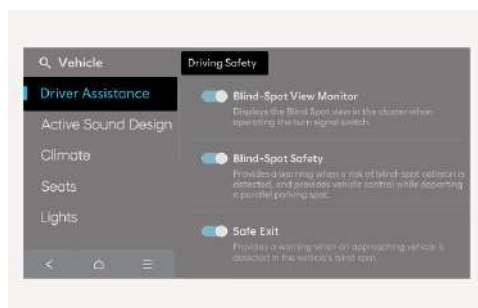 Vehicle
Driver Assistance
Active Sound Design
Climate
Seats
Lights
Driving Safety
Blind-Spot View Monitor
Displays the Blind Spot view in the cluster when
operating the turn signal switch.
Blind-Spot Safety
Provides a warning when a risk of blind-spot collision is
detected, and provides vehicle control while departing
a parallel parking spot.
Safe Exit
Provides a warning when an approaching vehicle is
detected in the vehicle's blind spot.